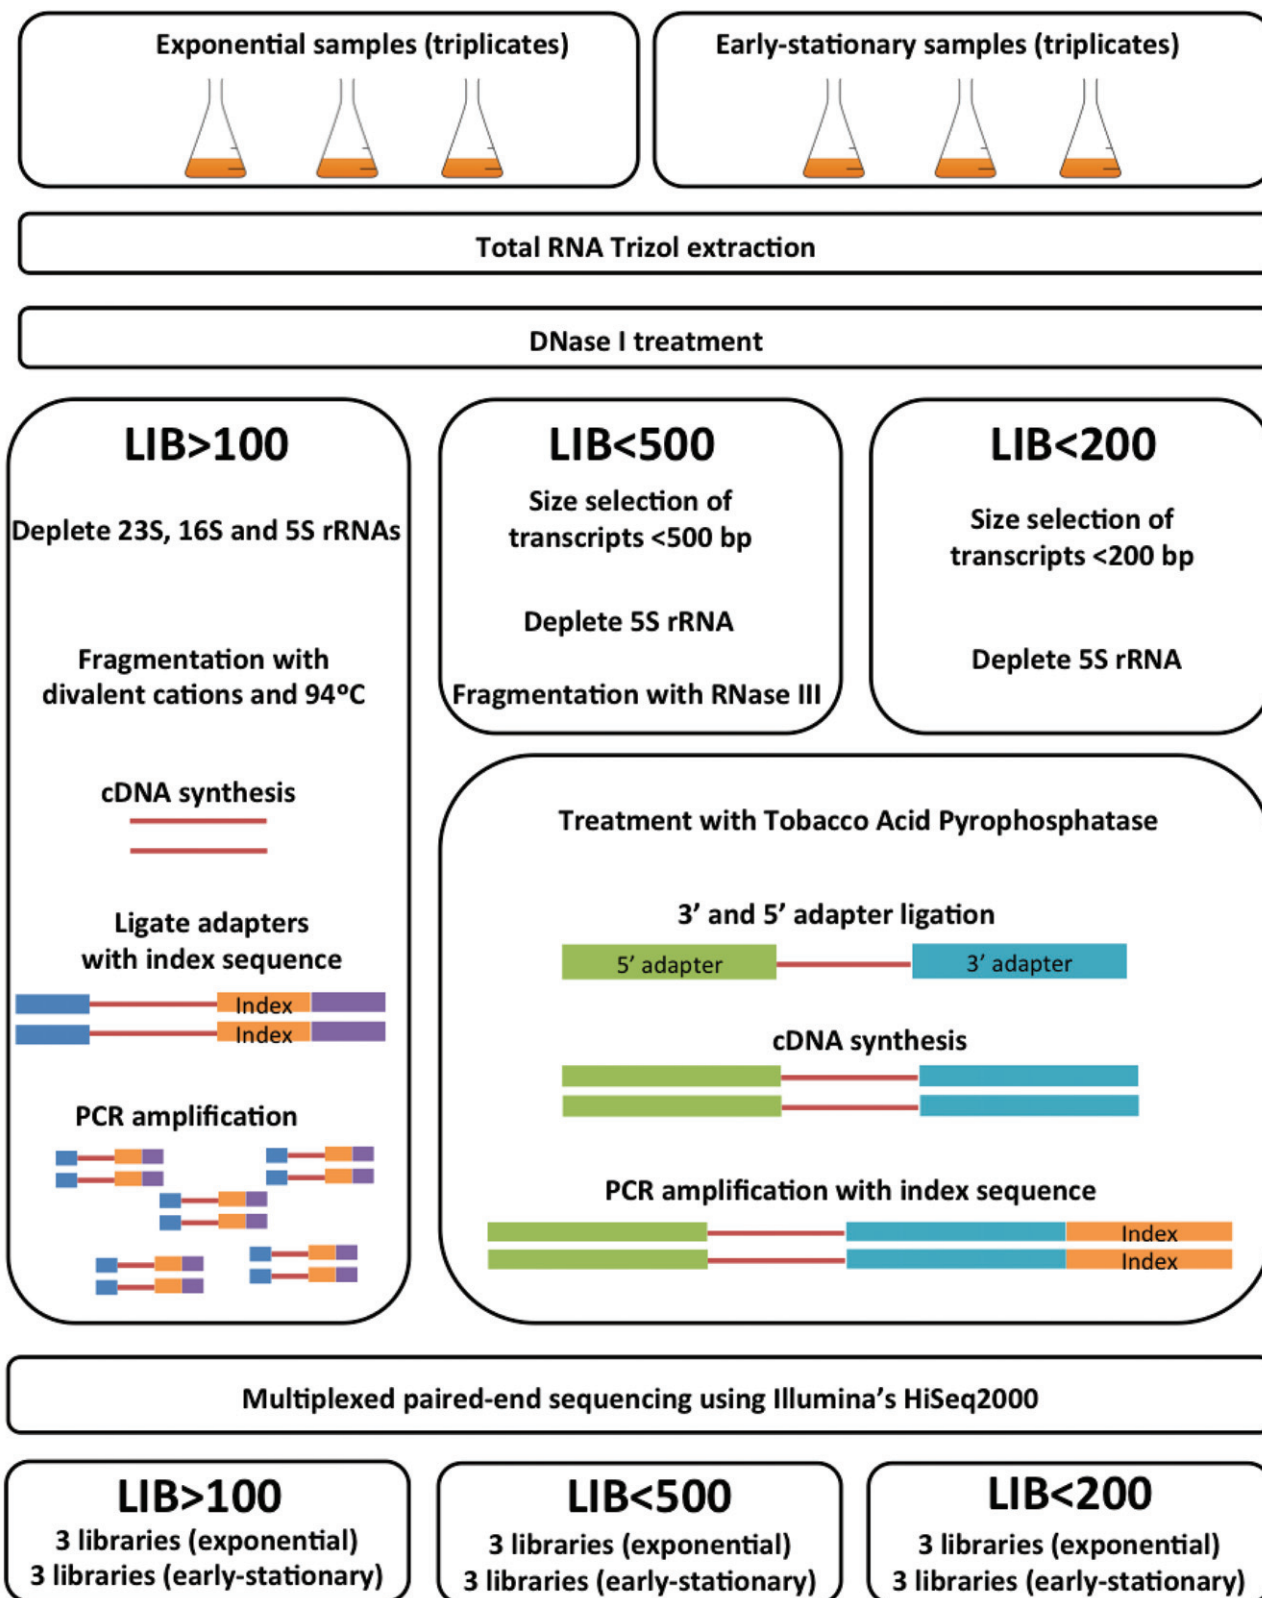 Exponential samples (triplicates)
Early-stationary samples (triplicates)
Total RNA Trizol extraction
DNase I treatment
LIB>100
Deplete 23S, 16S and 5S rRNAs
Fragmentation with
divalent cations and 94ºC
cDNA synthesis
Ligate adapters
with index sequence
Index
Index
PCR amplification
LIB<500
Size selection of
transcripts <500 bp
Deplete 5S rRNA
Fragmentation with RNase III
LIB<200
Size selection of
transcripts <200 bp
Deplete 5S rRNA
Treatment with Tobacco Acid Pyrophosphatase
3’ and 5’ adapter ligation
5’ adapter
3’ adapter
cDNA synthesis
PCR amplification with index sequence
Index
Index
Multiplexed paired-end sequencing using Illumina’s HiSeq2000
LIB>100
3 libraries (exponential)
3 libraries (early-stationary)
LIB<500
3 libraries (exponential)
3 libraries (early-stationary)
LIB<200
3 libraries (exponential)
3 libraries (early-stationary)